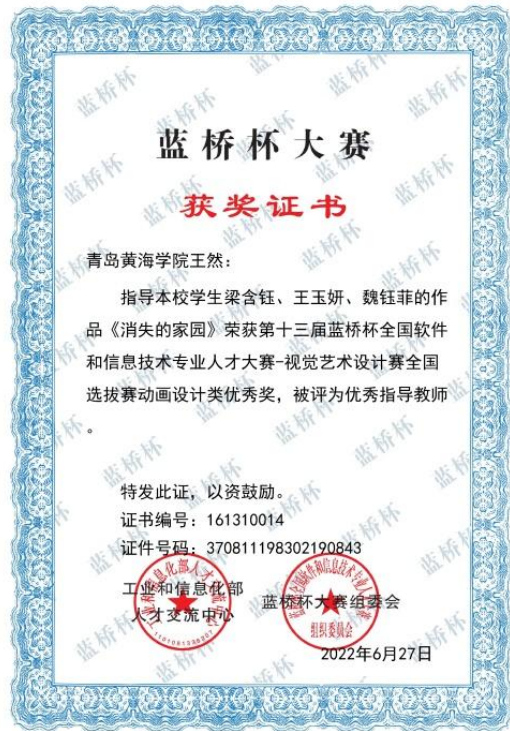 蓝桥杯大赛
获奖证书
青岛黄海学院王然：
指导本校学生梁含钰、王玉妍、魏钰菲的作
品《消失的家园》荣获第十三届蓝桥杯全国软件
和信息技术专业人才大赛-视觉艺术设计赛全国
选拔赛动画设计类优秀奖，被评为优秀指导教师
。
特发此证，以资鼓励。
证书编号：161310014
证件号码：370811198302190843
工业和信息化部
人才交流中心
蓝桥杯大赛组委会
组织委员会
2022年6月27日